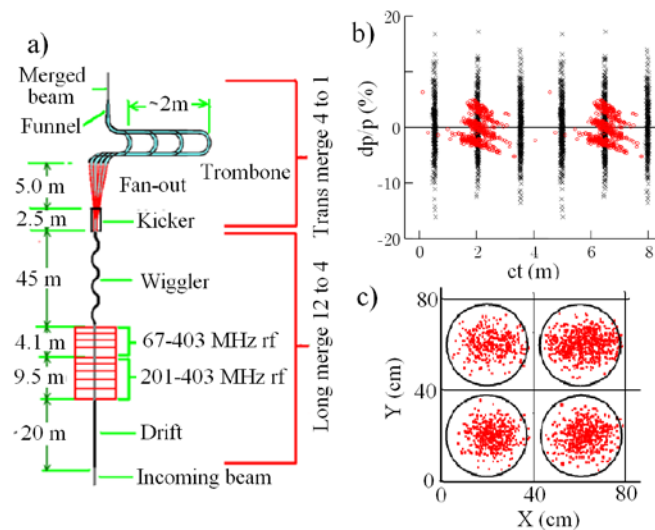 a)
Merged
beam
Funnel
~2m
Trombone
Fan-out
5.0 m
2.5 m
Kicker
Trans merge 4 to 1
45 m
Wiggler
4.1 m
67-403 MHz rf
9.5 m
201-403 MHz rf
~20 m
Drift
Incoming beam
Long merge 12 to 4
b)
dp/p (%)
20
10
0
-10
-20
0
2
4
6
8
ct (m)
c)
Y (cm)
80
40
0
0
40
80
X (cm)